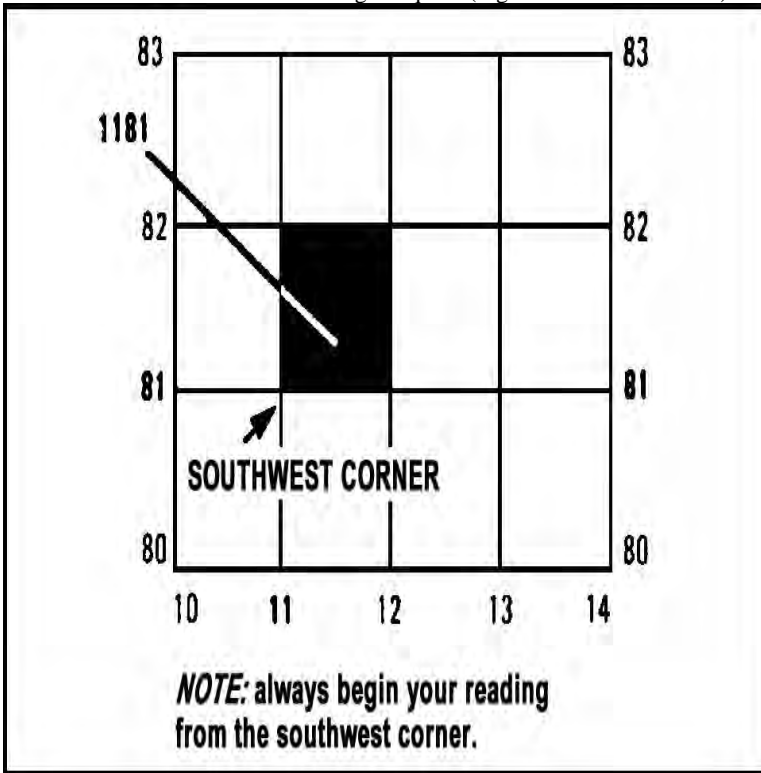 83 83
1181
82 82
81 81
SOUTHWEST CORNER
80 80
10 11 12 13 14
NOTE: always begin your reading
from the southwest corner.